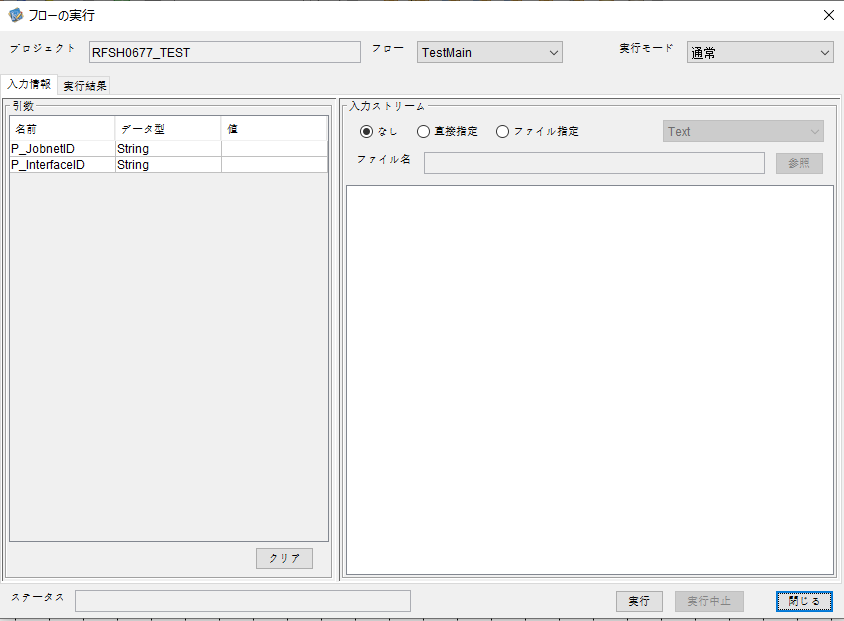 フローの実行
プロジェクト RFSH0677_TEST フロー TestMain 実行モード 通常
入力情報 実行結果
引数
名前 データ型 値
P_JobnetID String
P_InterfaceID String
クリア
入力ストリーム
なし 直接指定 ファイル指定 Text
ファイル名 参照
ステータス 実行 実行中止 閉じる